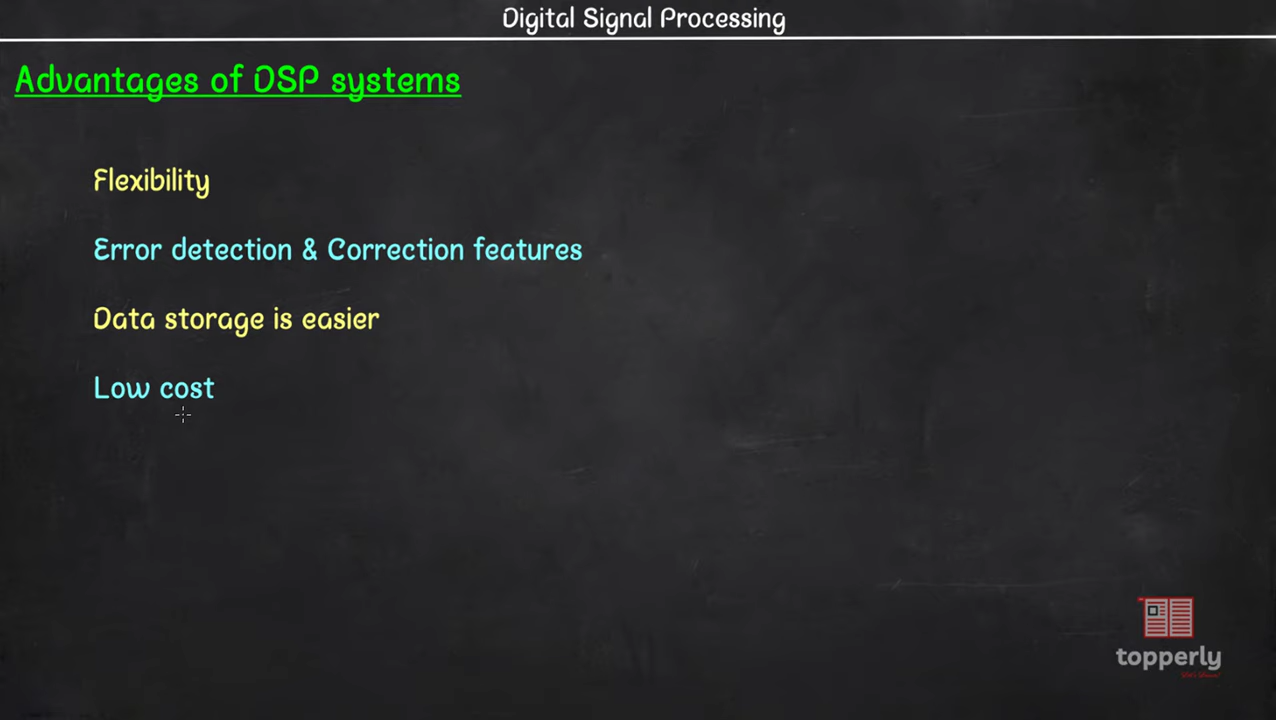 Digital Signal Processing
Advantages of DSP systems
Flexibility
Error detection & Correction features
Data storage is easier
Low cost
topperly